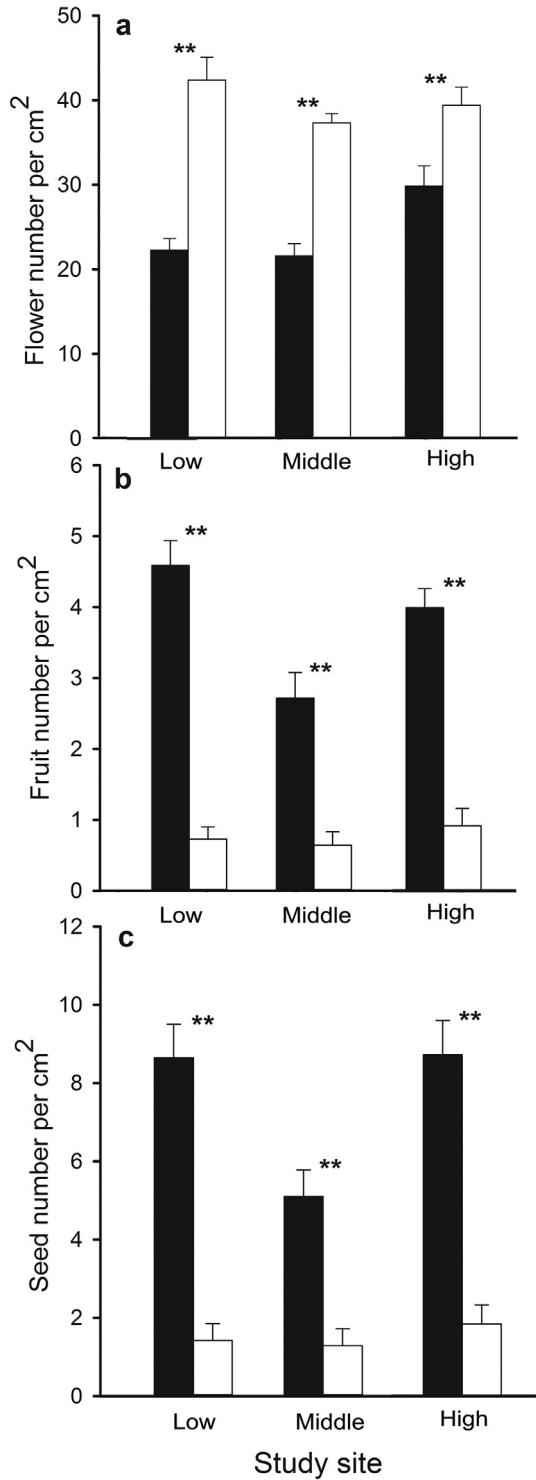 a
Flower number per cm2
50
40
30
20
10
0
**
**
**
Low Middle High
b
Fruit number per cm2
6
5
4
3
2
1
0
**
**
**
Low Middle High
c
Seed number per cm2
12
10
8
6
4
2
0
**
**
**
Low Middle High
Study site